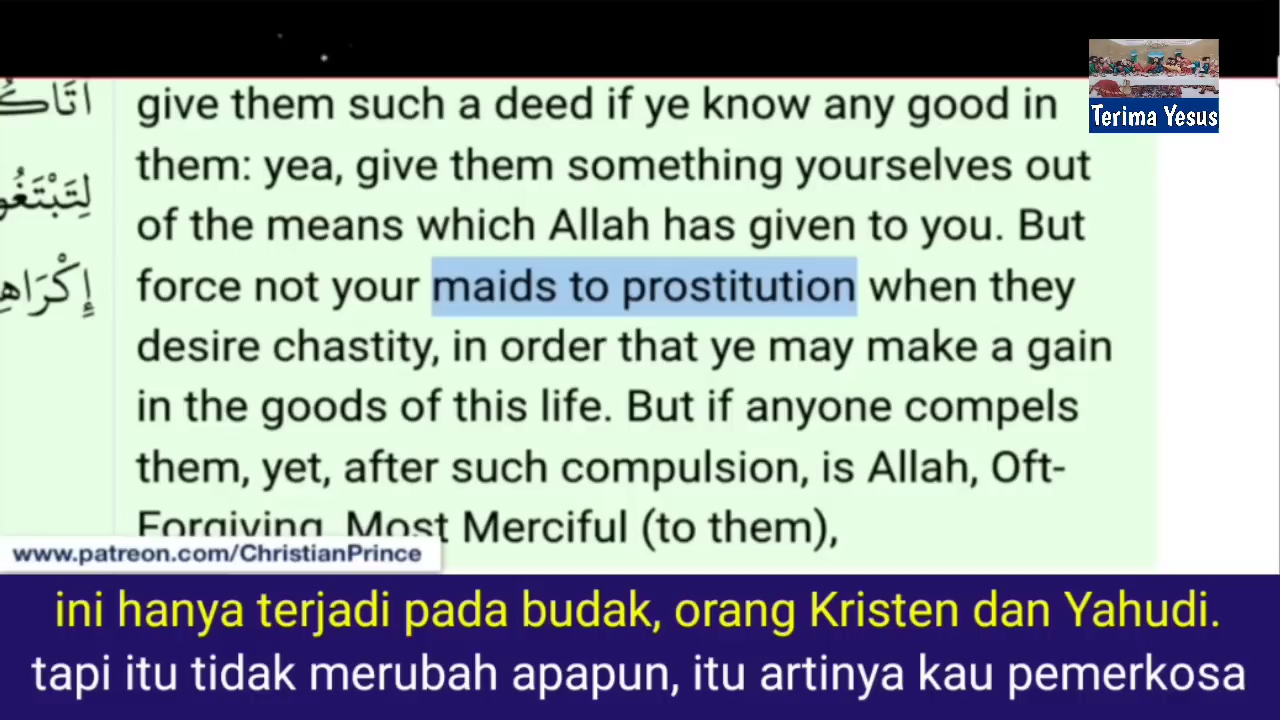 Terima Yesus
give them such a deed if ye know any good in
them: yea, give them something yourselves out
of the means which Allah has given to you. But
force not your maids to prostitution when they
desire chastity, in order that ye may make a gain
in the goods of this life. But if anyone compels
them, yet, after such compulsion, is Allah, Oft-
Forgiving, Most Merciful (to them),
www.patreon.com/ChristianPrince
ini hanya terjadi pada budak, orang Kristen dan Yahudi.
tapi itu tidak merubah apapun, itu artinya kau pemerkosa